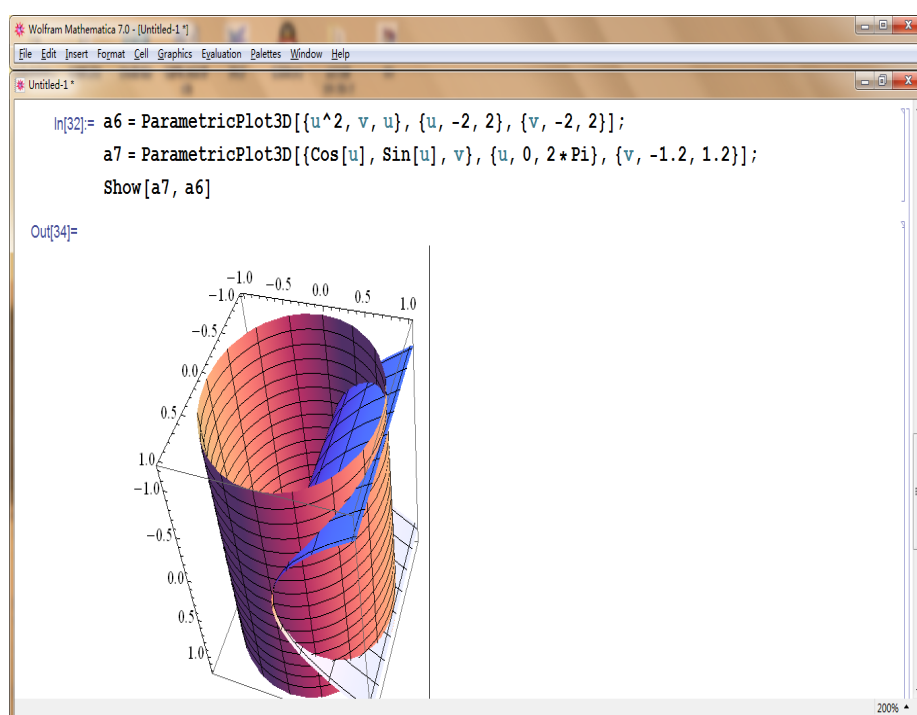 Wolfram Mathematica 7.0 - [Untitled-1 *]
File Edit Insert Format Cell Graphics Evaluation Palettes Window Help
Untitled-1 *
In[32]:= a6 = ParametricPlot3D[{u^2, v, u}, {u, -2, 2}, {v, -2, 2}];
a7 = ParametricPlot3D[{Cos[u], Sin[u], v}, {u, 0, 2*Pi}, {v, -1.2, 1.2}];
Show[a7, a6]
Out[34]=
-1.0 -0.5 0.0 0.5 1.0
-1.0
-0.5
0.0
0.5
1.0
-1.0
-0.5
0.0
0.5
1.0
200%